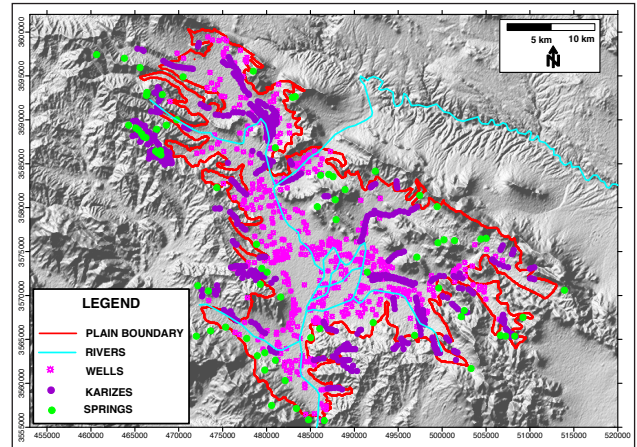 5 km 10 km
N
3600000
3595000
3590000
3585000
3580000
3575000
3570000
3565000
3560000
3555000
LEGEND
PLAIN BOUNDARY
RIVERS
WELLS
KARIZES
SPRINGS
455000 460000 465000 470000 475000 480000 485000 490000 495000 500000 505000 510000 515000 520000